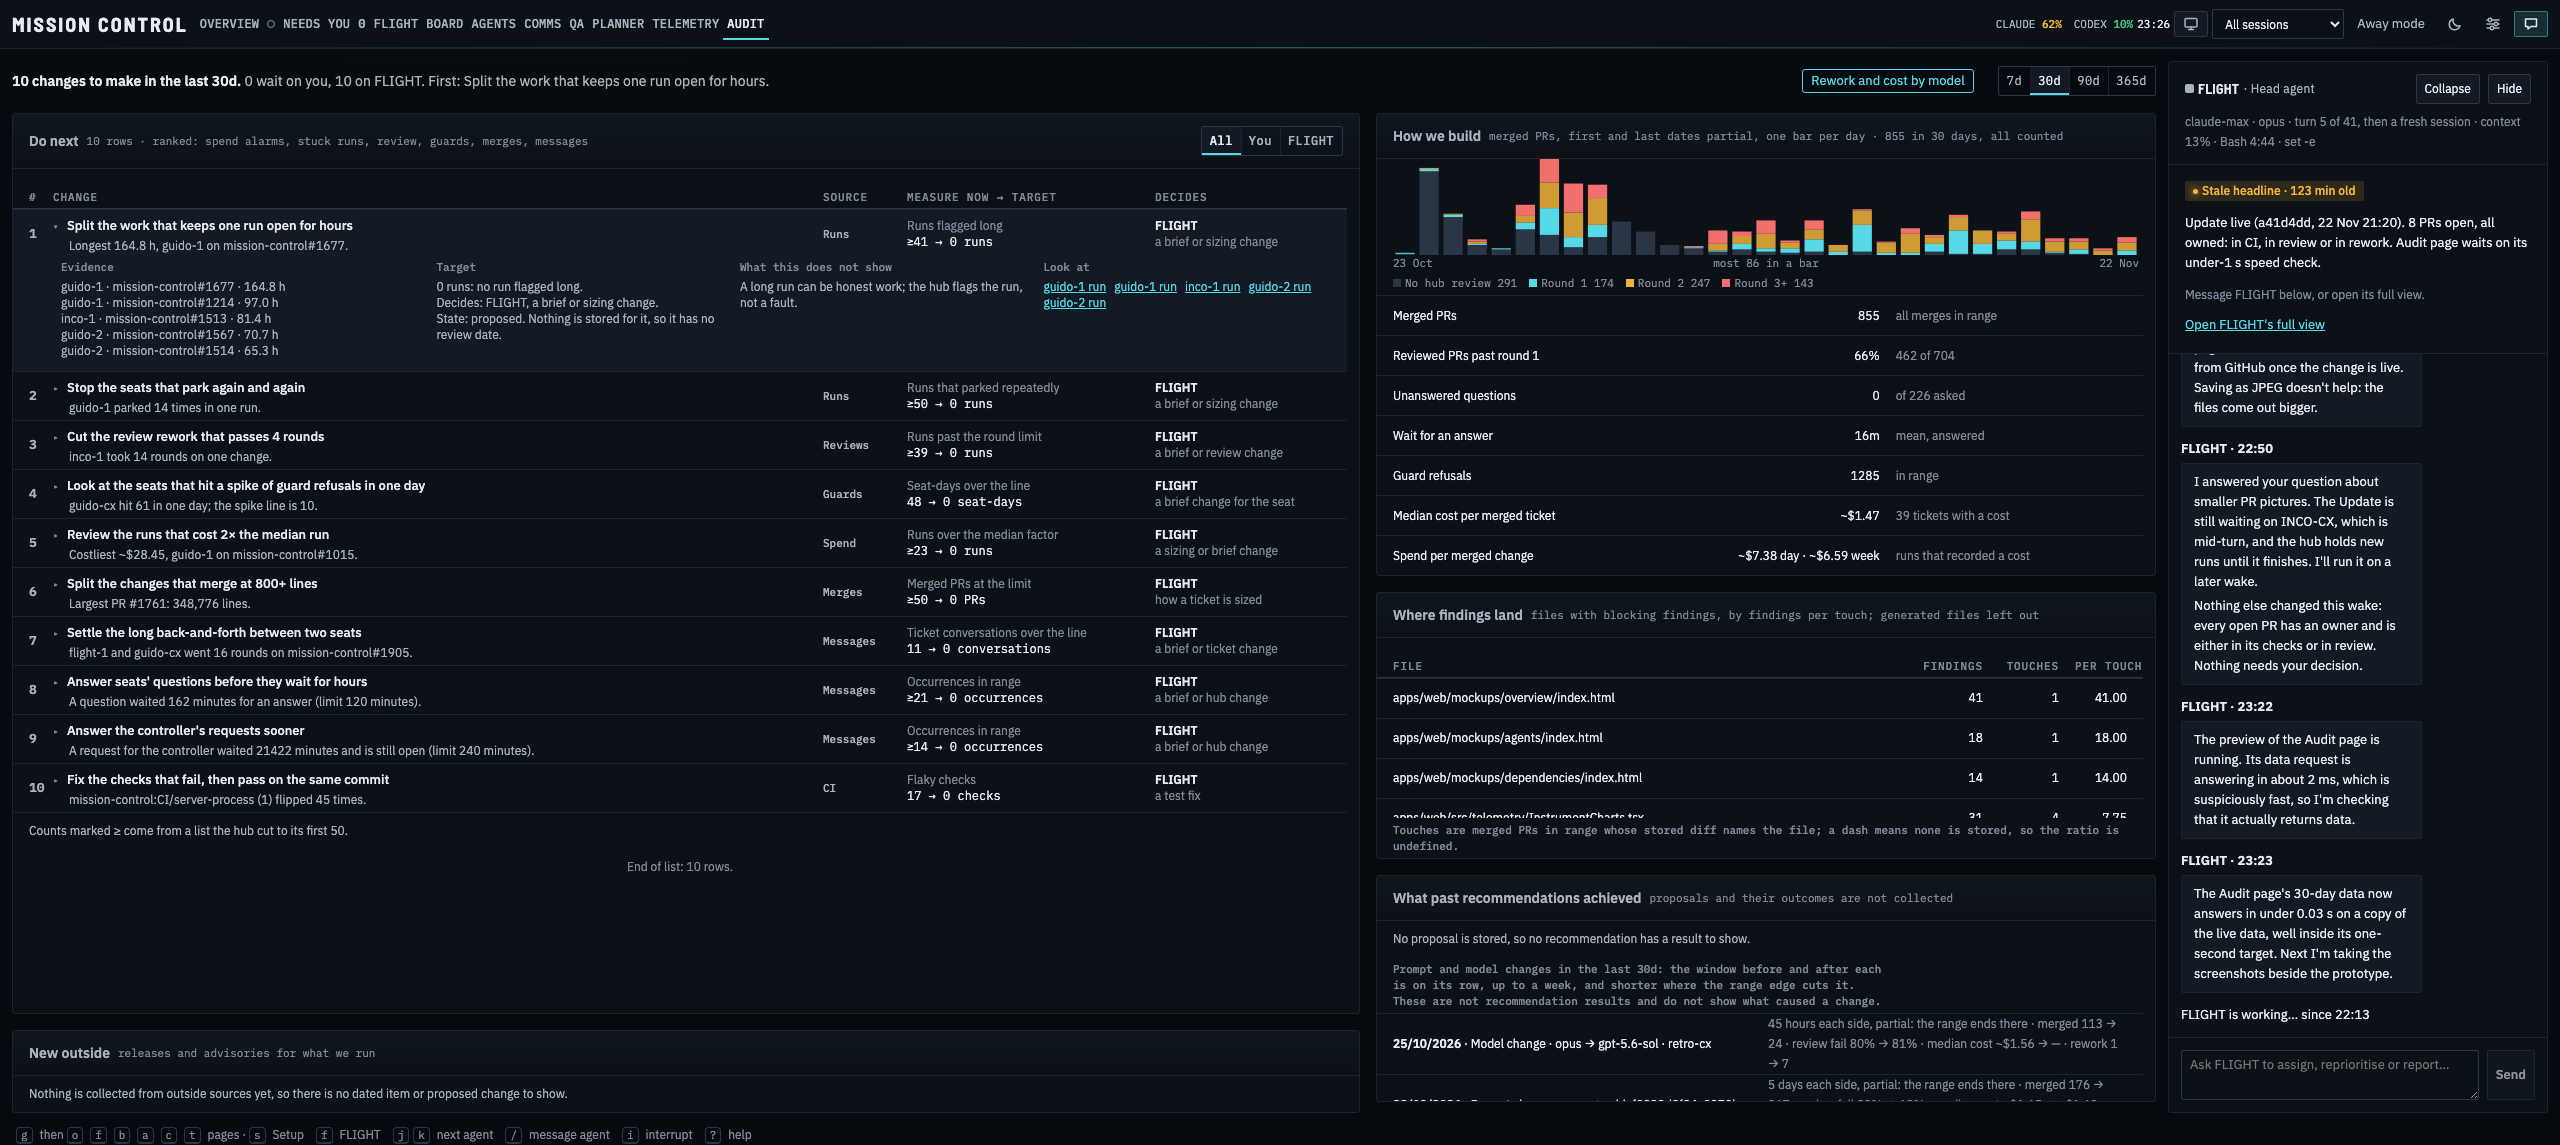 MISSION CONTROL OVERVIEW NEEDS YOU 0 FLIGHT BOARD AGENTS COMMS QA PLANNER TELEMETRY AUDIT
CLAUDE 62% CODEX 10% 23:26 All sessions Away mode
10 changes to make in the last 30d. 0 wait on you, 10 on FLIGHT. First: Split the work that keeps one run open for hours.
Rework and cost by model 7d 30d 90d 365d
Do next 10 rows · ranked: spend alarms, stuck runs, review, guards, merges, messages
All You FLIGHT
# CHANGE SOURCE MEASURE NOW → TARGET DECIDES
1 Split the work that keeps one run open for hours
Longest 164.8 h, guido-1 on mission-control#1677.
Runs
Runs flagged long
≥41 → 0 runs
FLIGHT
a brief or sizing change
Evidence
guido-1 · mission-control#1677 · 164.8 h
guido-1 · mission-control#1214 · 97.0 h
inco-1 · mission-control#1513 · 81.4 h
guido-2 · mission-control#1567 · 70.7 h
guido-2 · mission-control#1514 · 65.3 h
Target
0 runs: no run flagged long.
Decides: FLIGHT, a brief or sizing change.
State: proposed. Nothing is stored for it, so it has no
review date.
What this does not show
A long run can be honest work; the hub flags the run,
not a fault.
Look at
guido-1 run guido-1 run inco-1 run guido-2 run
guido-2 run
2 Stop the seats that park again and again
guido-1 parked 14 times in one run.
Runs
Runs that parked repeatedly
≥50 → 0 runs
FLIGHT
a brief or sizing change
3 Cut the review rework that passes 4 rounds
inco-1 took 14 rounds on one change.
Reviews
Runs past the round limit
≥39 → 0 runs
FLIGHT
a brief or review change
4 Look at the seats that hit a spike of guard refusals in one day
guido-cx hit 61 in one day; the spike line is 10.
Guards
Seat-days over the line
48 → 0 seat-days
FLIGHT
a brief change for the seat
5 Review the runs that cost 2× the median run
Costliest ~$28.45, guido-1 on mission-control#1015.
Spend
Runs over the median factor
≥23 → 0 runs
FLIGHT
a sizing or brief change
6 Split the changes that merge at 800+ lines
Largest PR #1761: 348,776 lines.
Merges
Merged PRs at the limit
≥50 → 0 PRs
FLIGHT
how a ticket is sized
7 Settle the long back-and-forth between two seats
flight-1 and guido-cx went 16 rounds on mission-control#1905.
Messages
Ticket conversations over the line
11 → 0 conversations
FLIGHT
a brief or ticket change
8 Answer seats' questions before they wait for hours
A question waited 162 minutes for an answer (limit 120 minutes).
Messages
Occurrences in range
≥21 → 0 occurrences
FLIGHT
a brief or hub change
9 Answer the controller's requests sooner
A request for the controller waited 21422 minutes and is still open (limit 240 minutes).
Messages
Occurrences in range
≥14 → 0 occurrences
FLIGHT
a brief or hub change
10 Fix the checks that fail, then pass on the same commit
mission-control:CI/server-process (1) flipped 45 times.
CI
Flaky checks
17 → 0 checks
FLIGHT
a test fix
Counts marked ≥ come from a list the hub cut to its first 50.
End of list: 10 rows.
New outside releases and advisories for what we run
Nothing is collected from outside sources yet, so there is no dated item or proposed change to show.
How we build merged PRs, first and last dates partial, one bar per day · 855 in 30 days, all counted
23 Oct most 86 in a bar 22 Nov
No hub review 291 Round 1 174 Round 2 247 Round 3+ 143
Merged PRs 855 all merges in range
Reviewed PRs past round 1 66% 462 of 704
Unanswered questions 0 of 226 asked
Wait for an answer 16m mean, answered
Guard refusals 1285 in range
Median cost per merged ticket ~$1.47 39 tickets with a cost
Spend per merged change ~$7.38 day · ~$6.59 week runs that recorded a cost
Where findings land files with blocking findings, by findings per touch; generated files left out
FILE FINDINGS TOUCHES PER TOUCH
apps/web/mockups/overview/index.html 41 1 41.00
apps/web/mockups/agents/index.html 18 1 18.00
apps/web/mockups/dependencies/index.html 14 1 14.00
apps/web/src/telemetry/InstrumentCharts.tsx 31 4 7.75
Touches are merged PRs in range whose stored diff names the file; a dash means none is stored, so the ratio is
undefined.
What past recommendations achieved proposals and their outcomes are not collected
No proposal is stored, so no recommendation has a result to show.
Prompt and model changes in the last 30d: the window before and after each
is on its row, up to a week, and shorter where the range edge cuts it.
These are not recommendation results and do not show what caused a change.
25/10/2026 · Model change · opus → gpt-5.6-sol · retro-cx
45 hours each side, partial: the range ends there · merged 113 →
24 · review fail 80% → 81% · median cost ~$1.56 → — · rework 1
→ 7
5 days each side, partial: the range ends there · merged 176 →
FLIGHT · Head agent Collapse Hide
claude-max · opus · turn 5 of 41, then a fresh session · context
13% · Bash 4:44 · set -e
Stale headline · 123 min old
Update live (a41d4dd, 22 Nov 21:20). 8 PRs open, all
owned: in CI, in review or in rework. Audit page waits on its
under-1 s speed check.
Message FLIGHT below, or open its full view.
Open FLIGHT's full view
from GitHub once the change is live.
Saving as JPEG doesn't help: the
files come out bigger.
FLIGHT · 22:50
I answered your question about
smaller PR pictures. The Update is
still waiting on INCO-CX, which is
mid-turn, and the hub holds new
runs until it finishes. I'll run it on a
later wake.
Nothing else changed this wake:
every open PR has an owner and is
either in its checks or in review.
Nothing needs your decision.
FLIGHT · 23:22
The preview of the Audit page is
running. Its data request is
answering in about 2 ms, which is
suspiciously fast, so I'm checking
that it actually returns data.
FLIGHT · 23:23
The Audit page's 30-day data now
answers in under 0.03 s on a copy of
the live data, well inside its one-
second target. Next I'm taking the
screenshots beside the prototype.
FLIGHT is working... since 22:13
Ask FLIGHT to assign, reprioritise or report...
Send
g then o f b a c t pages · s Setup f FLIGHT j k next agent / message agent i interrupt ? help